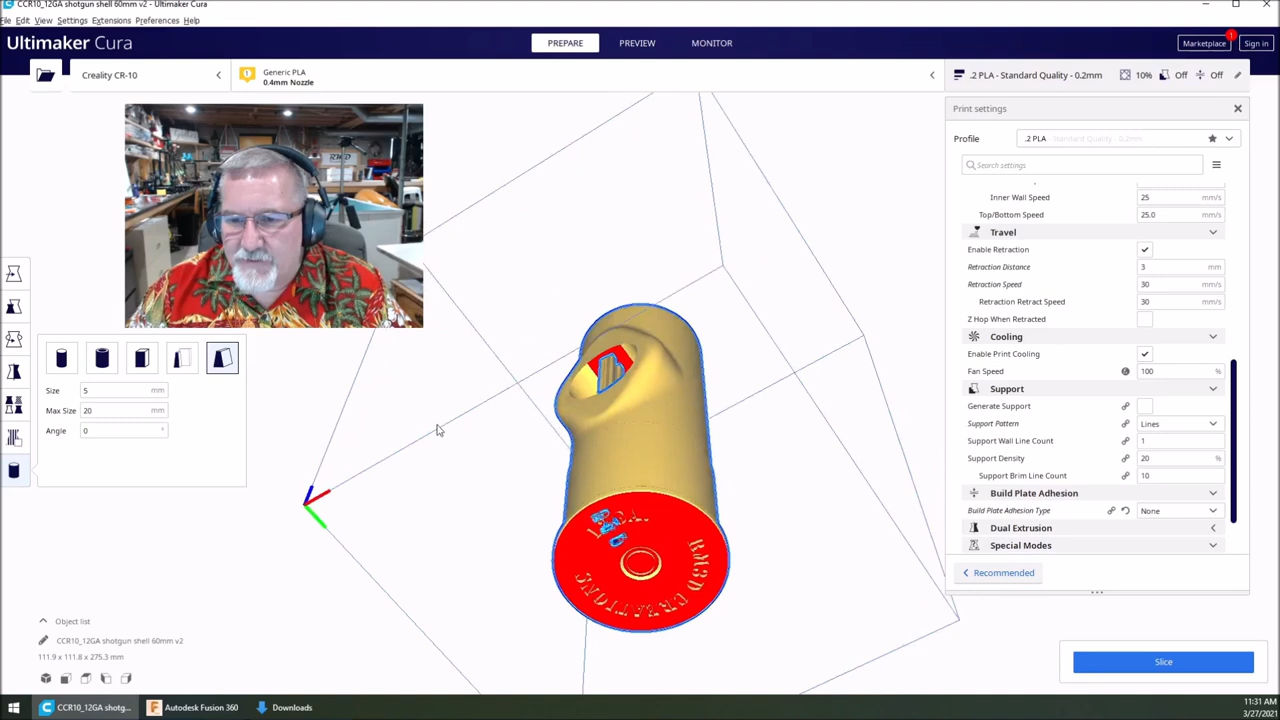 CCR10_12GA shotgun shell 60mm v2 - Ultimaker Cura
File Edit View Settings Extensions Preferences Help
Ultimaker Cura
PREPARE PREVIEW MONITOR
Marketplace 1 Sign in
Creality CR-10
1 Generic PLA
0.4mm Nozzle
.2 PLA - Standard Quality - 0.2mm 10% Off Off
Print settings
Profile .2 PLA Standard Quality - 0.2mm
Search settings
Inner Wall Speed 25 mm/s
Top/Bottom Speed 25.0 mm/s
Travel
Enable Retraction
Retraction Distance 3 mm
Retraction Speed 30 mm/s
Retraction Retract Speed 30 mm/s
Z Hop When Retracted
Cooling
Enable Print Cooling
Fan Speed 100 %
Support
Generate Support
Support Pattern Lines
Support Wall Line Count 1
Support Density 20 %
Support Brim Line Count 10
Build Plate Adhesion
Build Plate Adhesion Type None
Dual Extrusion
Special Modes
Recommended
Size 5 mm
Max Size 20 mm
Angle 0 °
CREATIONS
Object list
CCR10_12GA shotgun shell 60mm v2
111.9 x 111.8 x 275.3 mm
Slice
CCR10_12GA shotg... Autodesk Fusion 360 Downloads
11:31 AM
3/27/2021